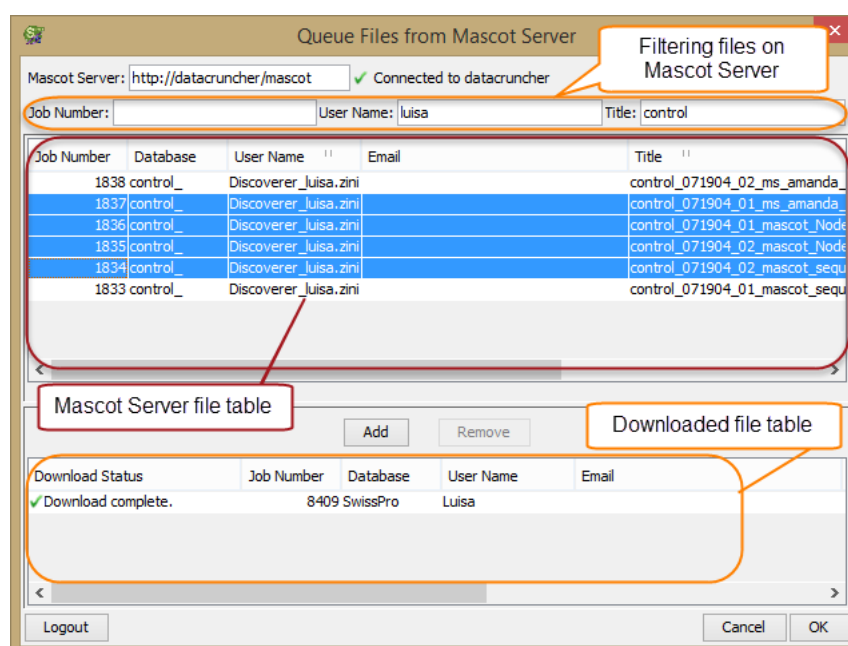 Queue Files from Mascot Server
Filtering files on
Mascot Server
Mascot Server: http://datacruncher/mascot ✓ Connected to datacruncher
Job Number: User Name: luisa Title: control
Job Number Database User Name Email Title
1838 control_ Discoverer_luisa.zini control_071904_02_ms_amanda_
1837 control_ Discoverer_luisa.zini control_071904_01_ms_amanda_
1836 control_ Discoverer_luisa.zini control_071904_01_mascot_Node
1835 control_ Discoverer_luisa.zini control_071904_02_mascot_Node
1834 control_ Discoverer_luisa.zini control_071904_02_mascot_sequ
1833 control_ Discoverer_luisa.zini control_071904_01_mascot_sequ
Mascot Server file table
Add Remove
Downloaded file table
Download Status Job Number Database User Name Email
✓Download complete. 8409 SwissPro Luisa
Logout Cancel OK